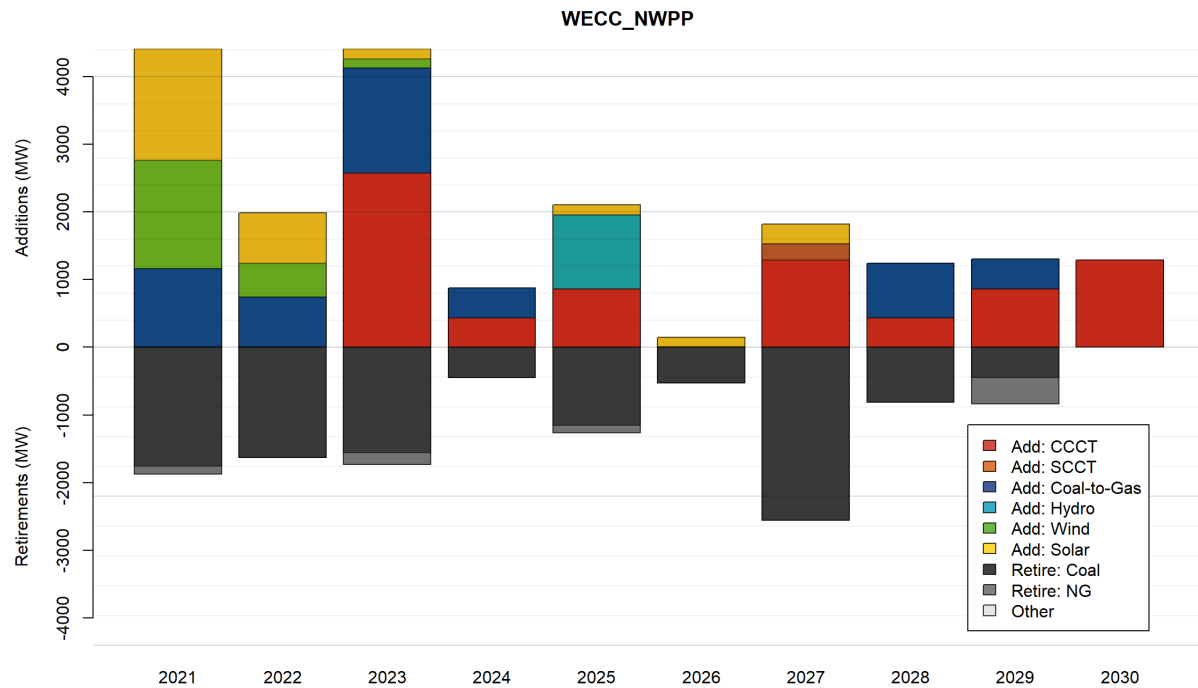 WECC_NWPP
Additions (MW)
Retirements (MW)
4000
3000
2000
1000
0
-1000
-2000
-3000
-4000
Add: CCCT
Add: SCCT
Add: Coal-to-Gas
Add: Hydro
Add: Wind
Add: Solar
Retire: Coal
Retire: NG
Other
2021 2022 2023 2024 2025 2026 2027 2028 2029 2030